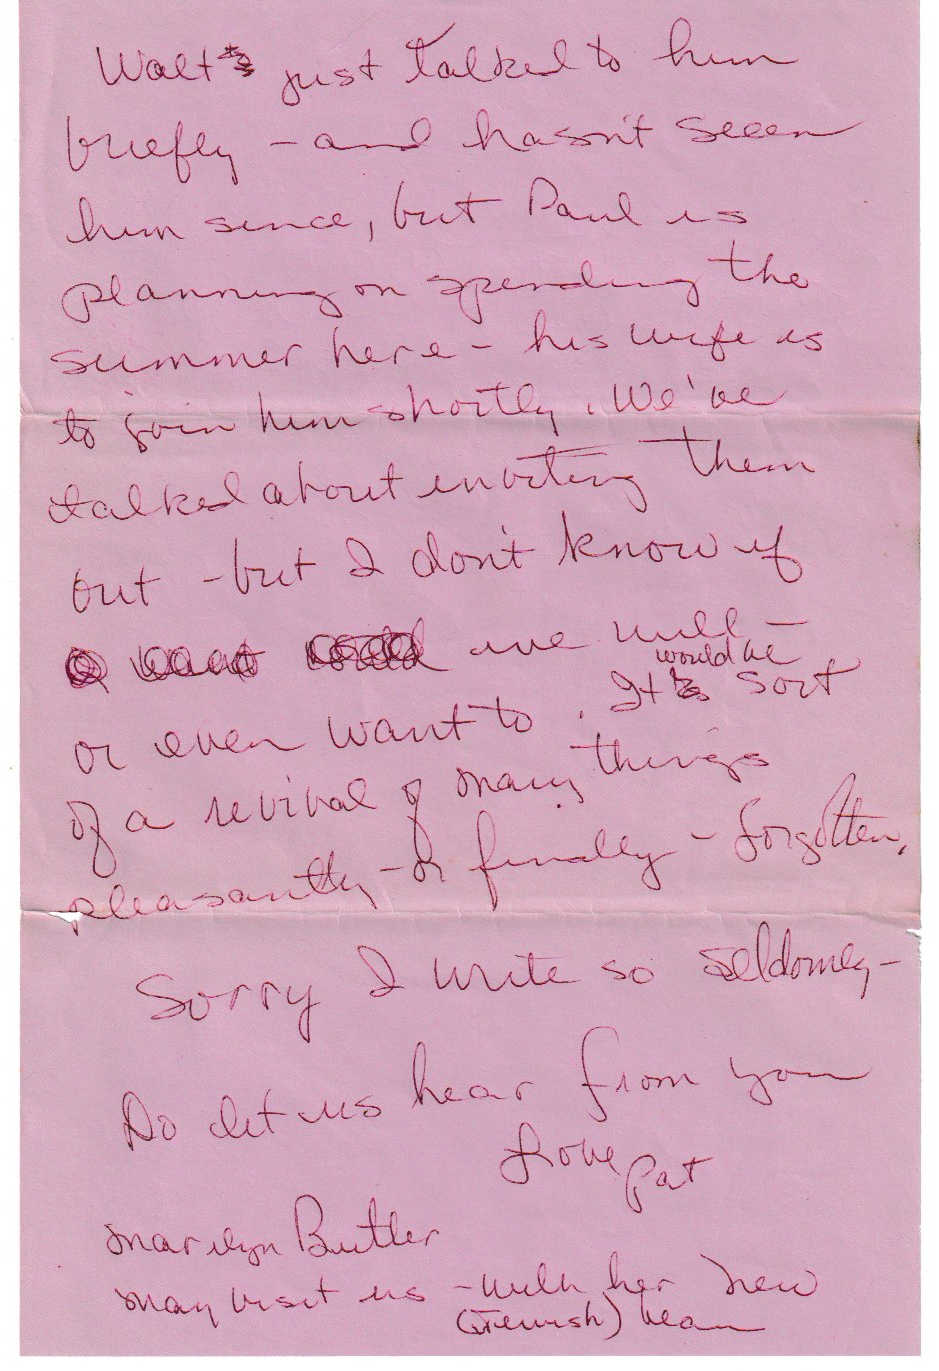 Walt just talked to him
briefly - and hasn't seen
him since, but Paul is
planning on spending the
summer here - his wife is
to join him shortly. We've
talked about inviting them
out - but I don't know if
we will -
or even want to. It would be sort
of a revival of many things
pleasantly - & finally - forgotten.
Sorry I write so seldomly -
Do let us hear from you
Love Pat
Marilyn Butler
may visit us - with her new
(Jewish) beau